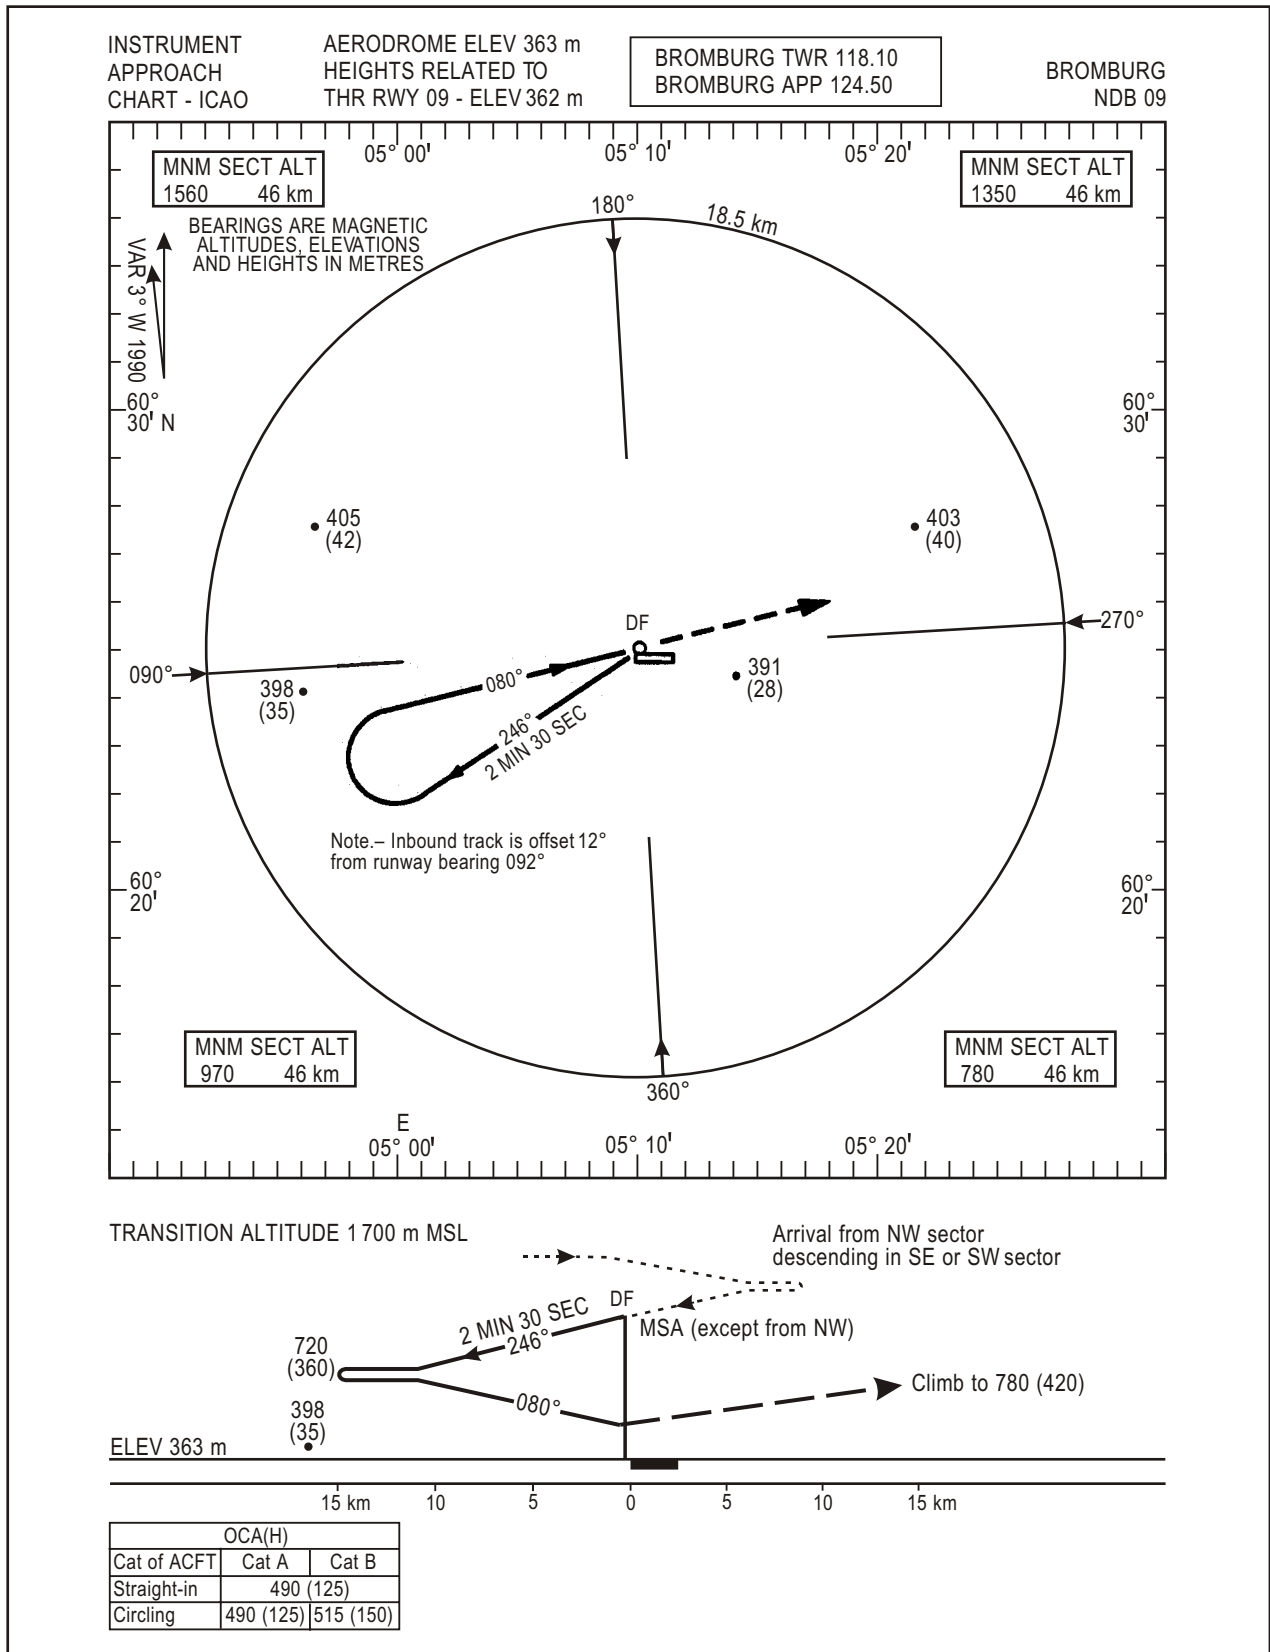 INSTRUMENT
APPROACH
CHART - ICAO
AERODROME ELEV 363 m
HEIGHTS RELATED TO
THR RWY 09 - ELEV 362 m
BROMBURG TWR 118.10
BROMBURG APP 124.50
BROMBURG
NDB 09
05° 00'
05° 10'
05° 20'
MNM SECT ALT
1560 46 km
MNM SECT ALT
1350 46 km
180°
18.5 km
BEARINGS ARE MAGNETIC
ALTITUDES, ELEVATIONS
AND HEIGHTS IN METRES
VAR 3° W 1990
60°
30' N
60°
30'
405
(42)
403
(40)
DF
270°
090°
398
(35)
080°
391
(28)
246°
2 MIN 30 SEC
Note.– Inbound track is offset 12°
from runway bearing 092°
60°
20'
60°
20'
MNM SECT ALT
970 46 km
MNM SECT ALT
780 46 km
360°
E
05° 00'
05° 10'
05° 20'
TRANSITION ALTITUDE 1700 m MSL
Arrival from NW sector
descending in SE or SW sector
DF
2 MIN 30 SEC
246°
MSA (except from NW)
720
(360)
Climb to 780 (420)
080°
398
(35)
ELEV 363 m
15 km 10 5 0 5 10 15 km
OCA(H)
Cat of ACFT Cat A Cat B
Straight-in 490 (125)
Circling 490 (125) 515 (150)